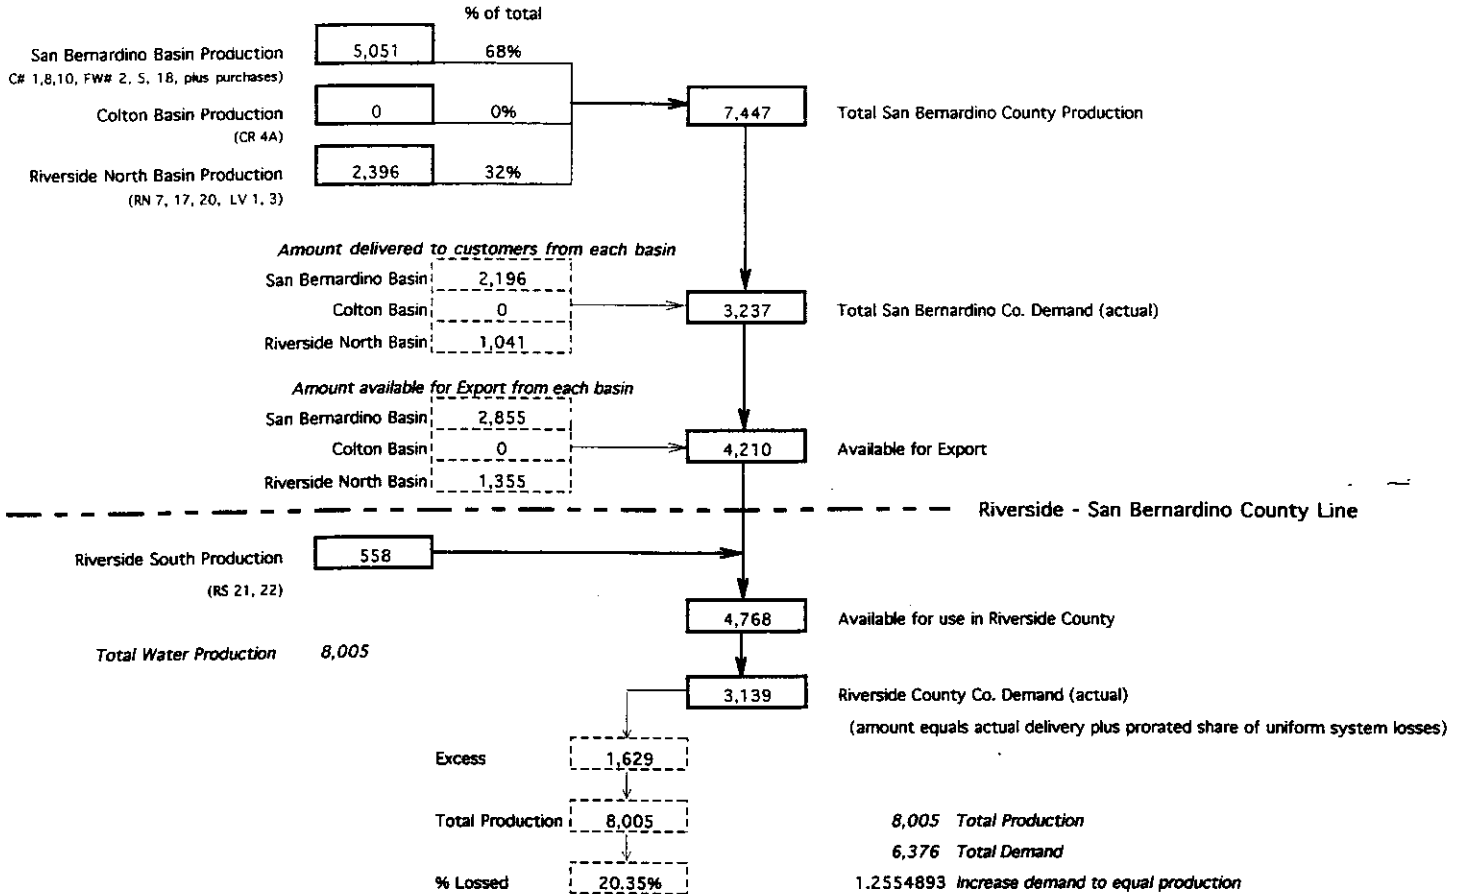 % of total
San Bernardino Basin Production 5,051 68%
C# 1,8,10, FW# 2, 5, 18, plus purchases)
Colton Basin Production 0 0% 7,447 Total San Bernardino County Production
(CR 4A)
Riverside North Basin Production 2,396 32%
(RN 7, 17, 20, LV 1, 3)
Amount delivered to customers from each basin
San Bernardino Basin 2,196
Colton Basin 0 3,237 Total San Bernardino Co. Demand (actual)
Riverside North Basin 1,041
Amount available for Export from each basin
San Bernardino Basin 2,855
Colton Basin 0 4,210 Available for Export
Riverside North Basin 1,355
Riverside - San Bernardino County Line
Riverside South Production 558
(RS 21, 22)
4,768 Available for use in Riverside County
Total Water Production 8,005
3,139 Riverside County Co. Demand (actual)
(amount equals actual delivery plus prorated share of uniform system losses)
Excess 1,629
Total Production 8,005 8,005 Total Production
6,376 Total Demand
% Lossed 20.35% 1.2554893 Increase demand to equal production